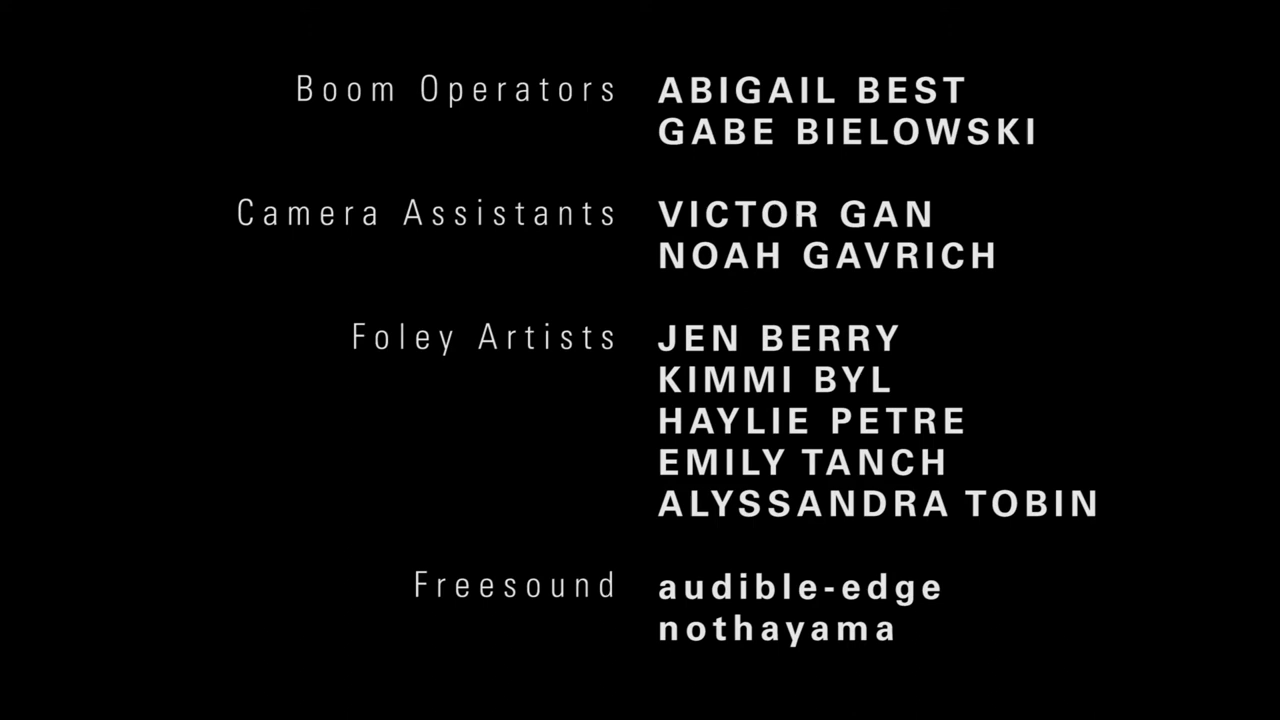 Boom Operators ABIGAIL BEST
GABE BIELOWSKI
Camera Assistants VICTOR GAN
NOAH GAVRICH
Foley Artists JEN BERRY
KIMMI BYL
HAYLIE PETRE
EMILY TANCH
ALYSSANDRA TOBIN
Freesound audible-edge
nothayama